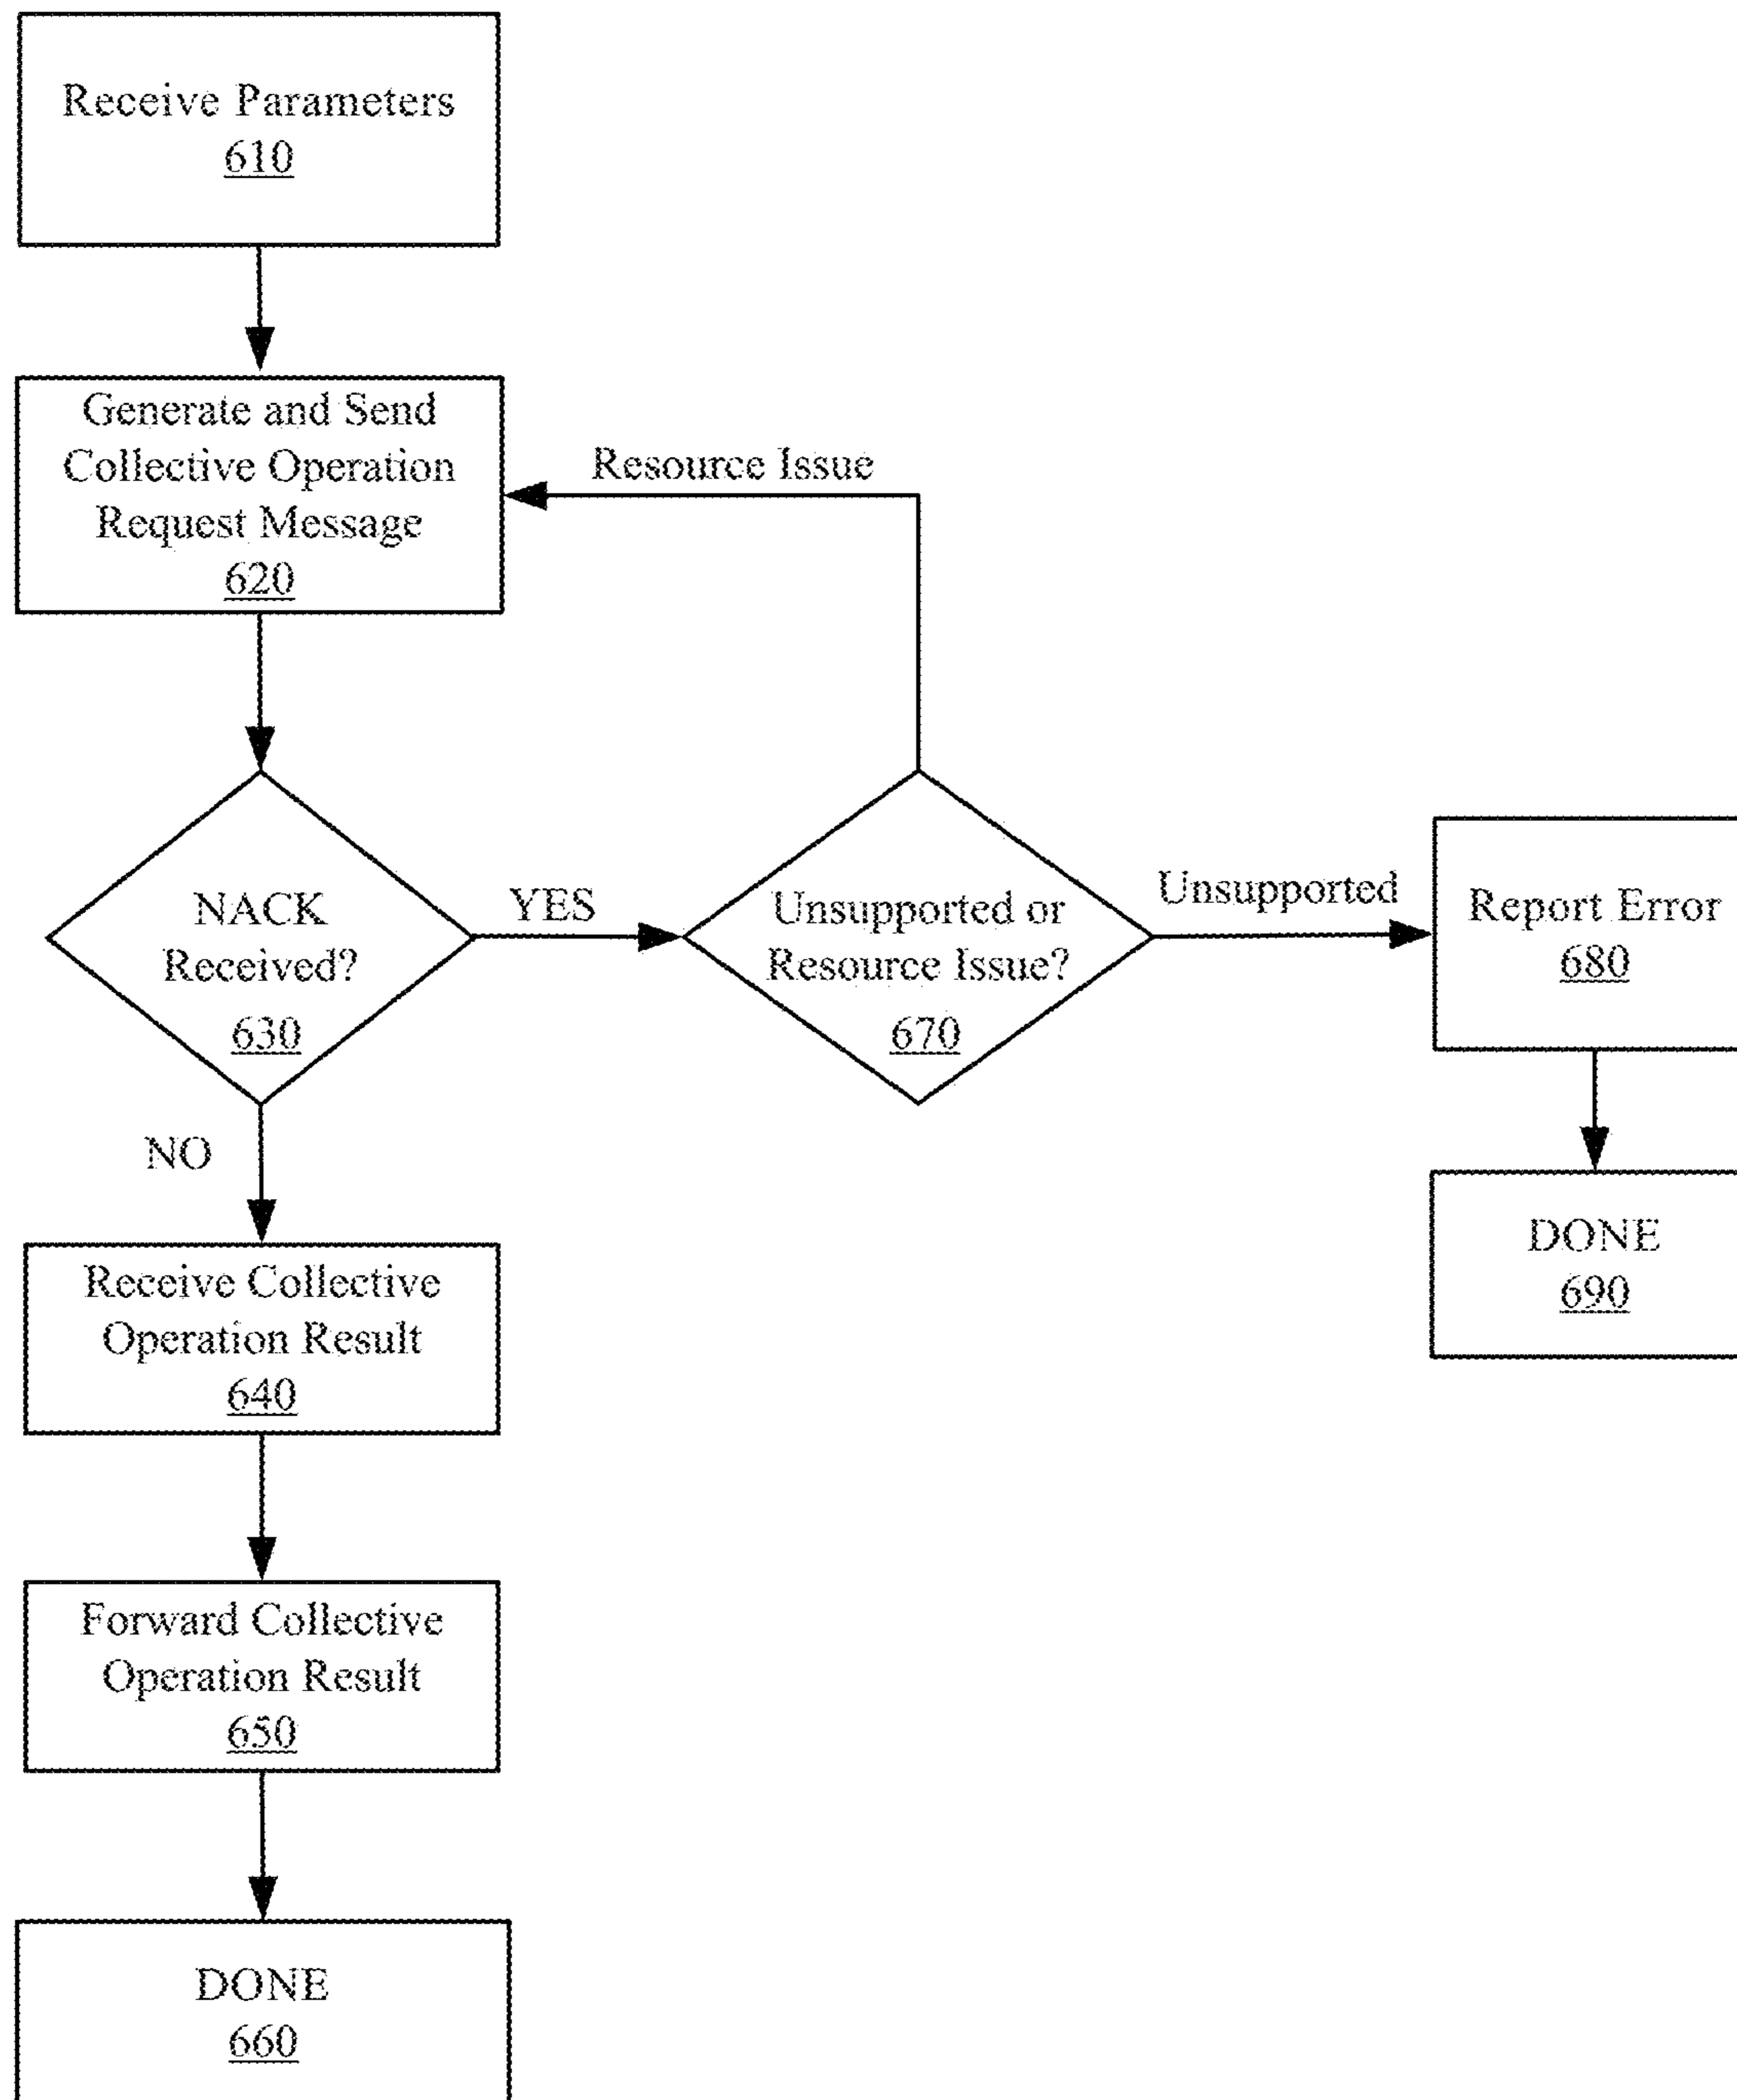 Receive Parameters
610
Generate and Send
Collective Operation
Request Message
620
Resource Issue
NACK
Received?
630
YES
Unsupported or
Resource Issue?
670
Unsupported
Report Error
680
DONE
690
NO
Receive Collective
Operation Result
640
Forward Collective
Operation Result
650
DONE
660